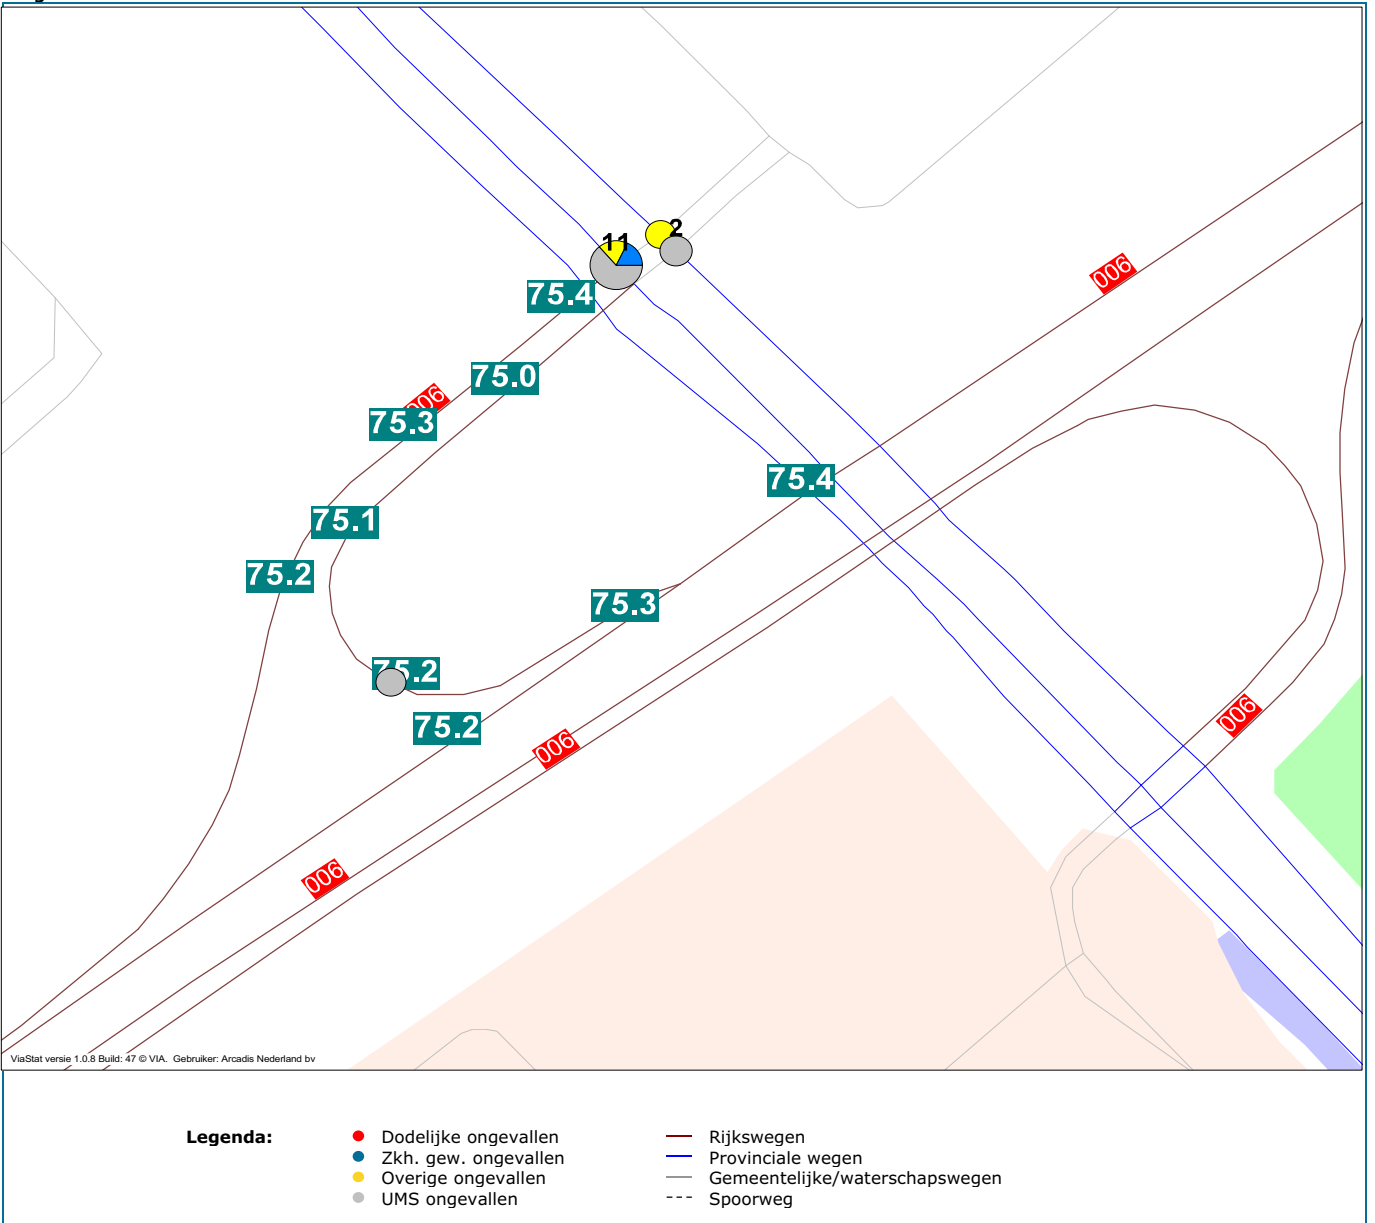 2
11
006
75.4
75.0
006
75.3
75.4
75.1
75.2
75.3
75.2
006
75.2
006
006
ViaStat versie 1.0.8 Build: 47 © VIA. Gebruiker: Arcadis Nederland bv
Legenda:
Dodelijke ongevallen
Zkh. gew. ongevallen
Overige ongevallen
UMS ongevallen
Rijkswegen
Provinciale wegen
Gemeentelijke/waterschapswegen
Spoorweg